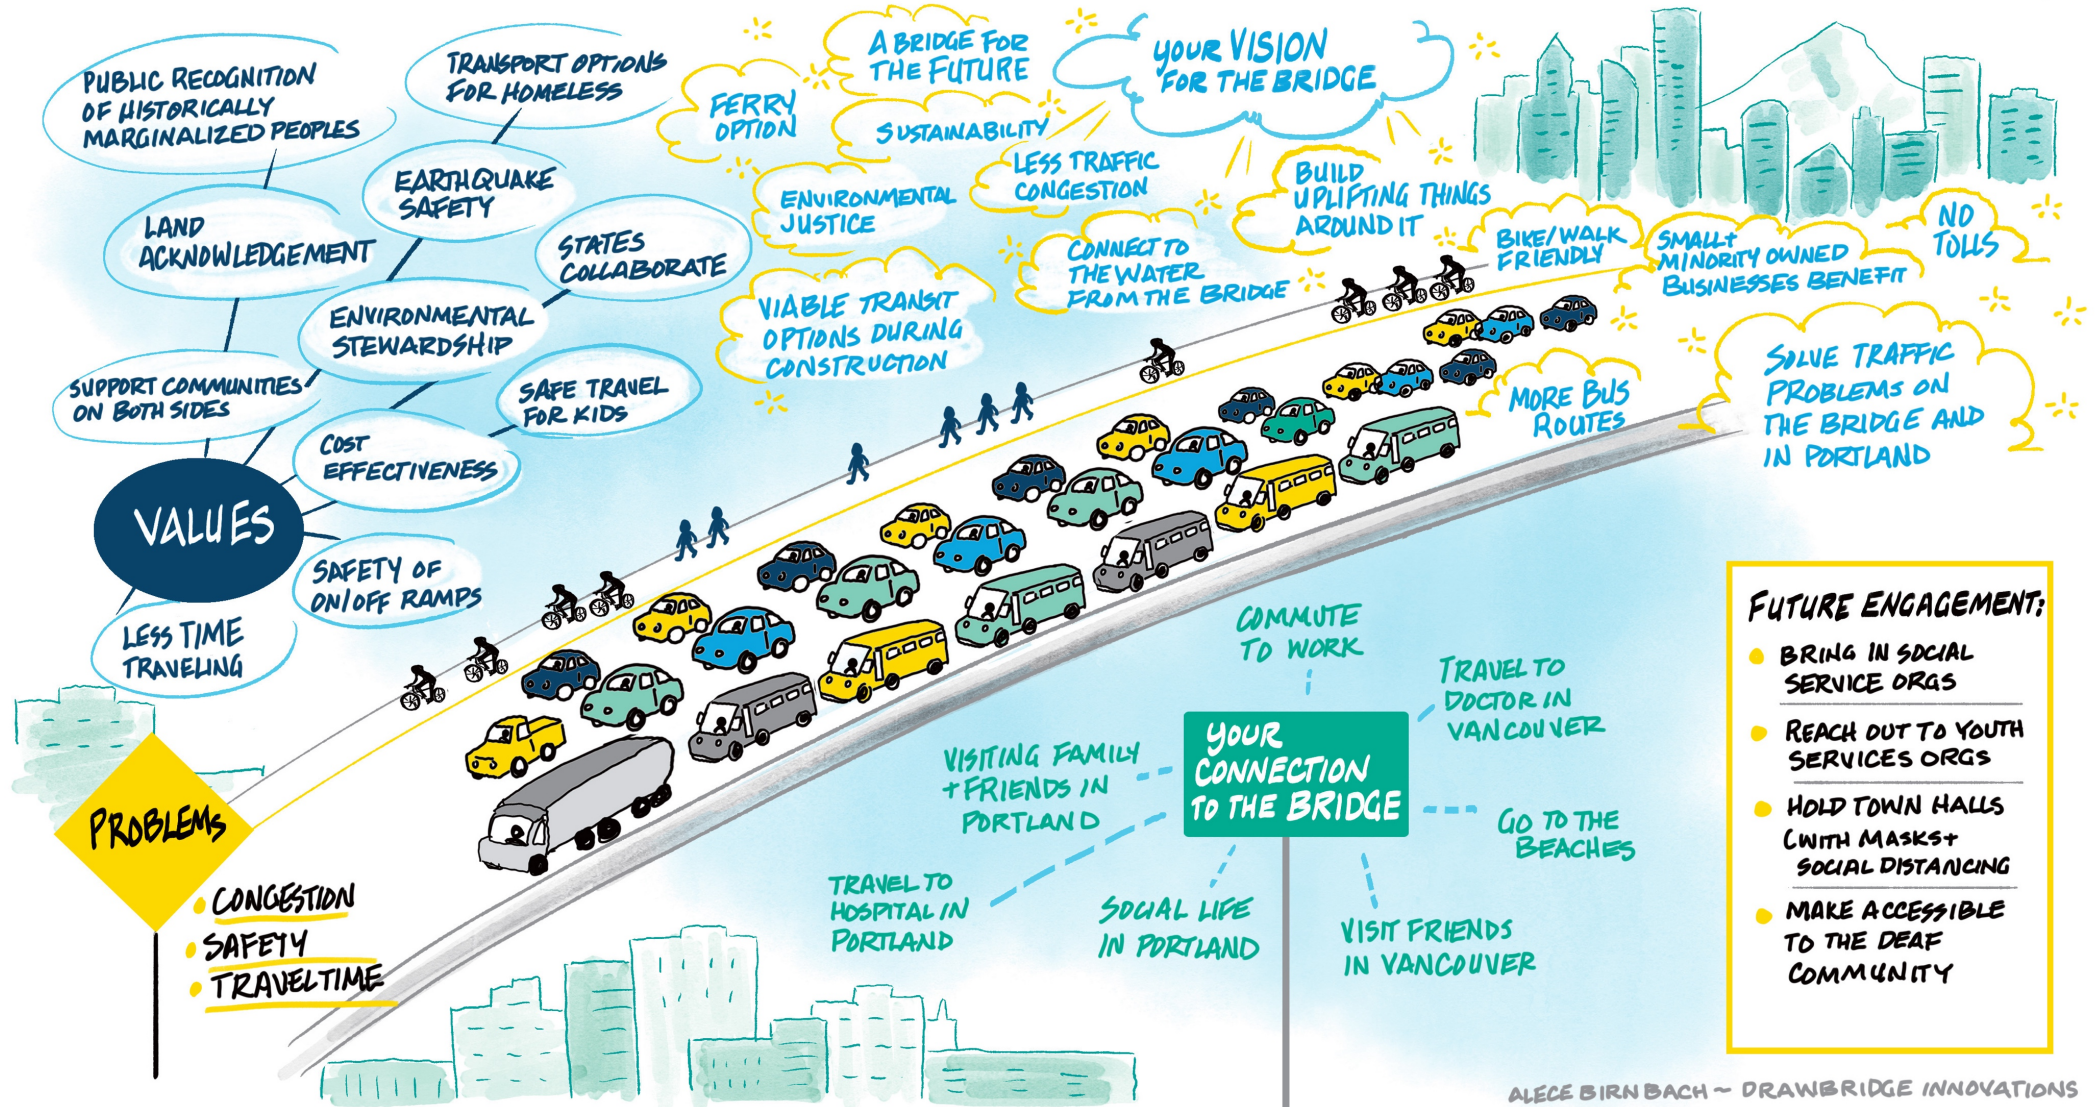 PUBLIC RECOGNITION
OF HISTORICALLY
MARGINALIZED PEOPLES
TRANSPORT OPTIONS
FOR HOMELESS
EARTHQUAKE
SAFETY
LAND
ACKNOWLEDGEMENT
STATES
COLLABORATE
ENVIRONMENTAL
STEWARDSHIP
SUPPORT COMMUNITIES
ON BOTH SIDES
SAFE TRAVEL
FOR KIDS
COST
EFFECTIVENESS
VALUES
SAFETY OF
ON/OFF RAMPS
LESS TIME
TRAVELING
YOUR VISION
FOR THE BRIDGE
A BRIDGE FOR
THE FUTURE
FERRY
OPTION
SUSTAINABILITY
LESS TRAFFIC
CONGESTION
ENVIRONMENTAL
JUSTICE
BUILD
UPLIFTING THINGS
AROUND IT
CONNECT TO
THE WATER
FROM THE BRIDGE
VIABLE TRANSIT
OPTIONS DURING
CONSTRUCTION
BIKE/WALK
FRIENDLY
SMALL+
MINORITY OWNED
BUSINESSES BENEFIT
NO
TOLLS
MORE BUS
ROUTES
SOLVE TRAFFIC
PROBLEMS ON
THE BRIDGE AND
IN PORTLAND
PROBLEMS
CONGESTION
SAFETY
TRAVELTIME
YOUR
CONNECTION
TO THE BRIDGE
COMMUTE
TO WORK
TRAVEL TO
DOCTOR IN
VANCOUVER
VISITING FAMILY
+FRIENDS IN
PORTLAND
GO TO THE
BEACHES
TRAVEL TO
HOSPITAL IN
PORTLAND
SOCIAL LIFE
IN PORTLAND
VISIT FRIENDS
IN VANCOUVER
FUTURE ENGAGEMENT:
BRING IN SOCIAL
SERVICE ORGS
REACH OUT TO YOUTH
SERVICES ORGS
HOLD TOWN HALLS
(WITH MASKS+
SOCIAL DISTANCING
MAKE ACCESSIBLE
TO THE DEAF
COMMUNITY
ALECE BIRNBACH ~ DRAWBRIDGE INNOVATIONS